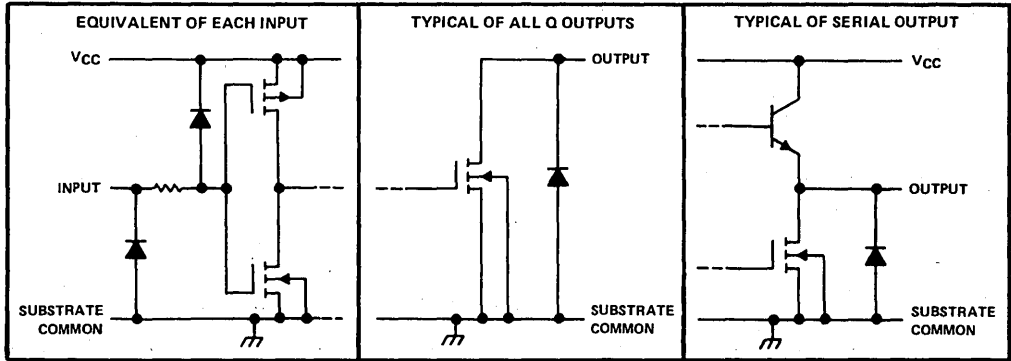 EQUIVALENT OF EACH INPUT
VCC
INPUT
SUBSTRATE
COMMON
TYPICAL OF ALL Q OUTPUTS
OUTPUT
SUBSTRATE
COMMON
TYPICAL OF SERIAL OUTPUT
VCC
OUTPUT
SUBSTRATE
COMMON